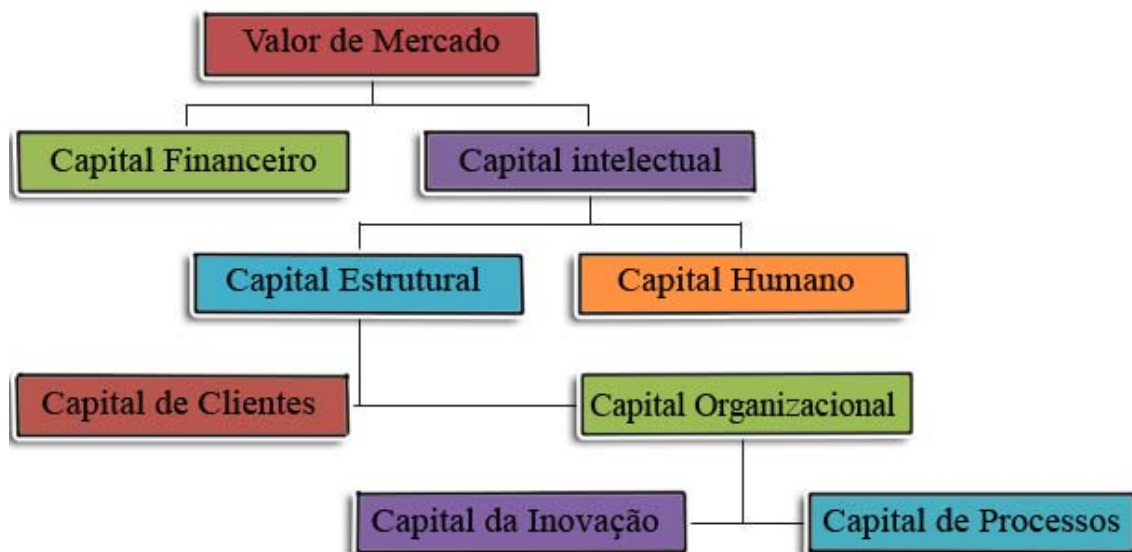 Valor de Mercado
Capital Financeiro
Capital intelectual
Capital Estrutural
Capital Humano
Capital de Clientes
Capital Organizacional
Capital da Inovação
Capital de Processos